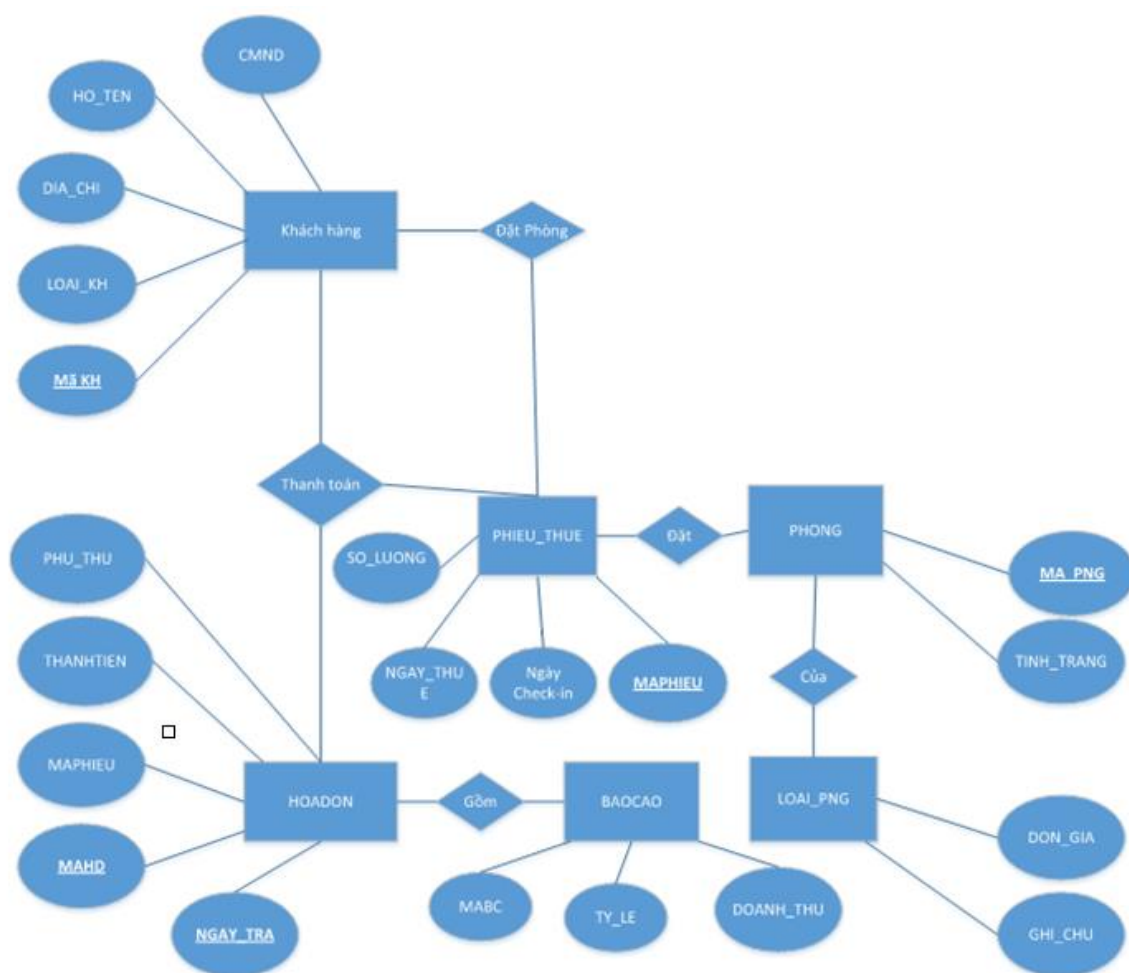 CMND
HO_TEN
DIA_CHI
Khách hàng
Đặt Phòng
LOAI_KH
Mã KH
Thanh toán
PHIEU_THUE
Đặt
PHONG
PHU_THU
SO_LUONG
MA_PNG
THANHTIEN
NGAY_THU
E
Ngày
Check-in
MAPHIEU
Của
TINH_TRANG
MAPHIEU
HOADON
Gồm
BAOCAO
LOAI_PNG
DON_GIA
MAHD
MABC
TY_LE
DOANH_THU
NGAY_TRA
GHI_CHU